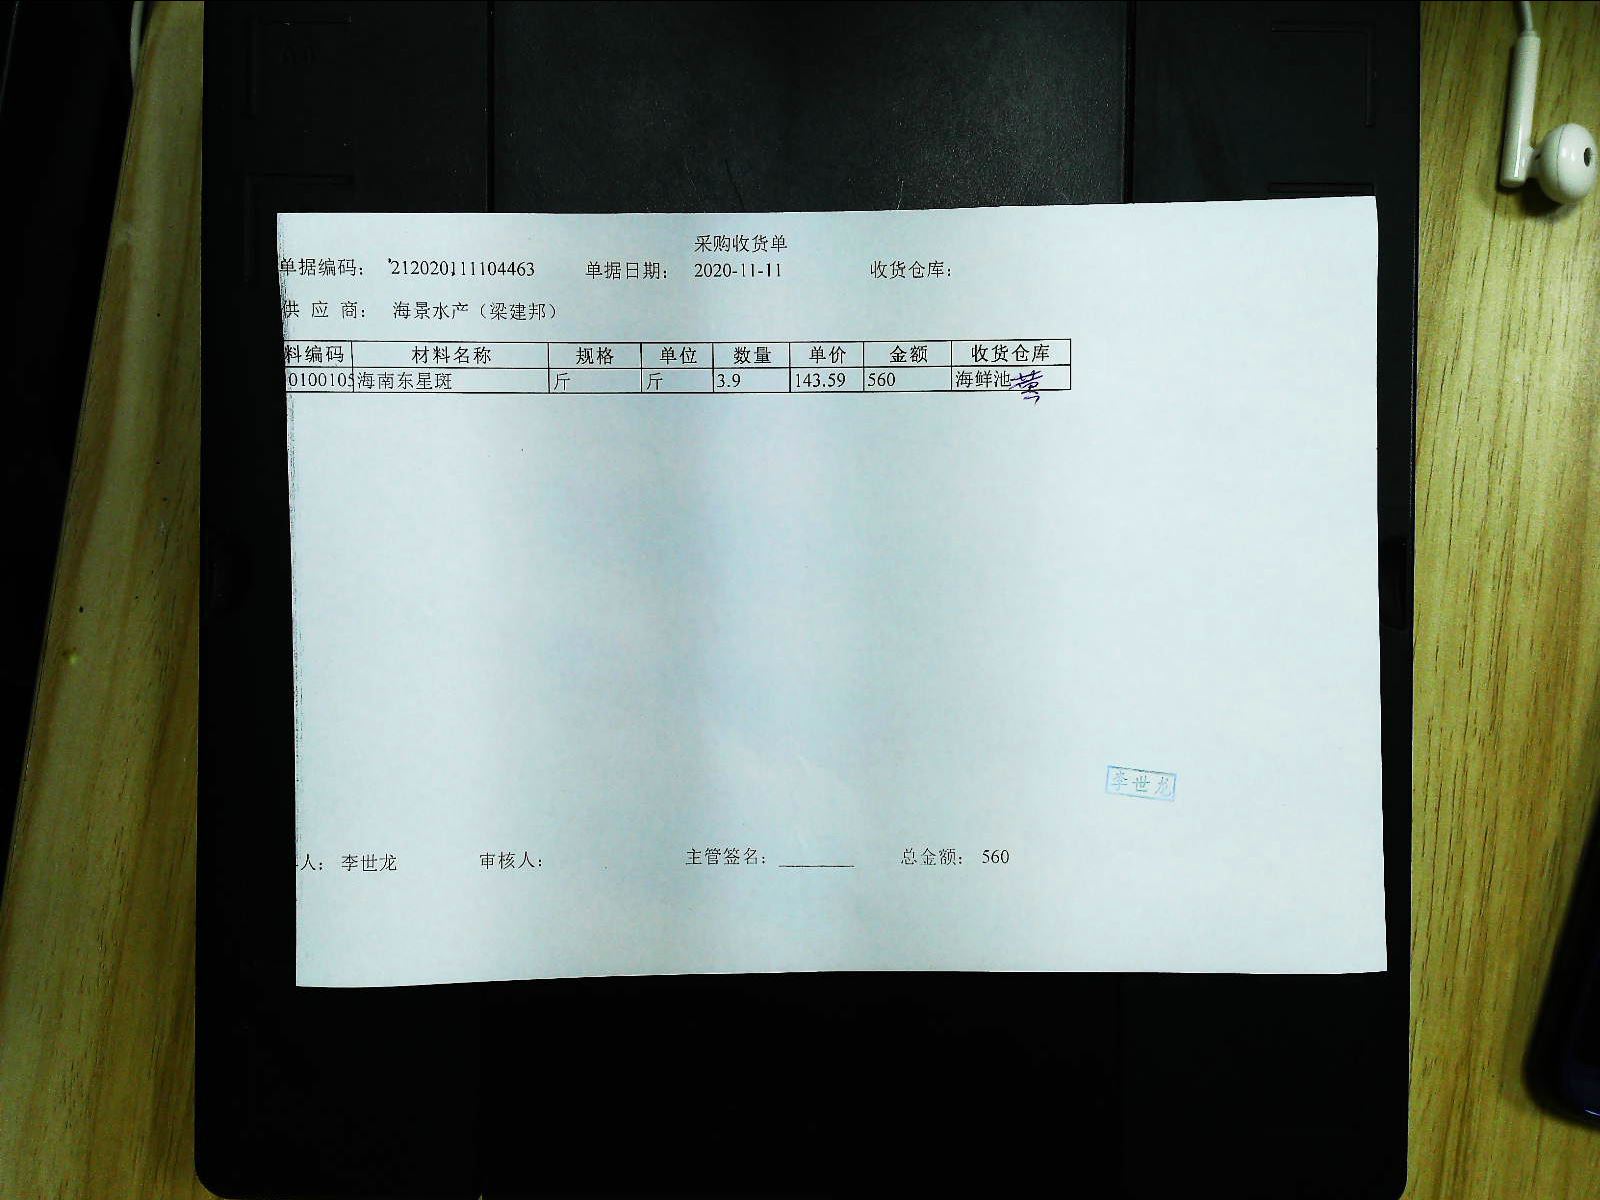 采购收货单
单据编码： '212020111104463 单据日期： 2020-11-11 收货仓库：
供 应 商： 海景水产（梁建邦）
料编码 材料名称 规格 单位 数量 单价 金额 收货仓库
0100105 海南东星斑 斤 斤 3.9 143.59 560 海鲜池
李世龙
人： 李世龙 审核人： 主管签名： ________ 总金额： 560